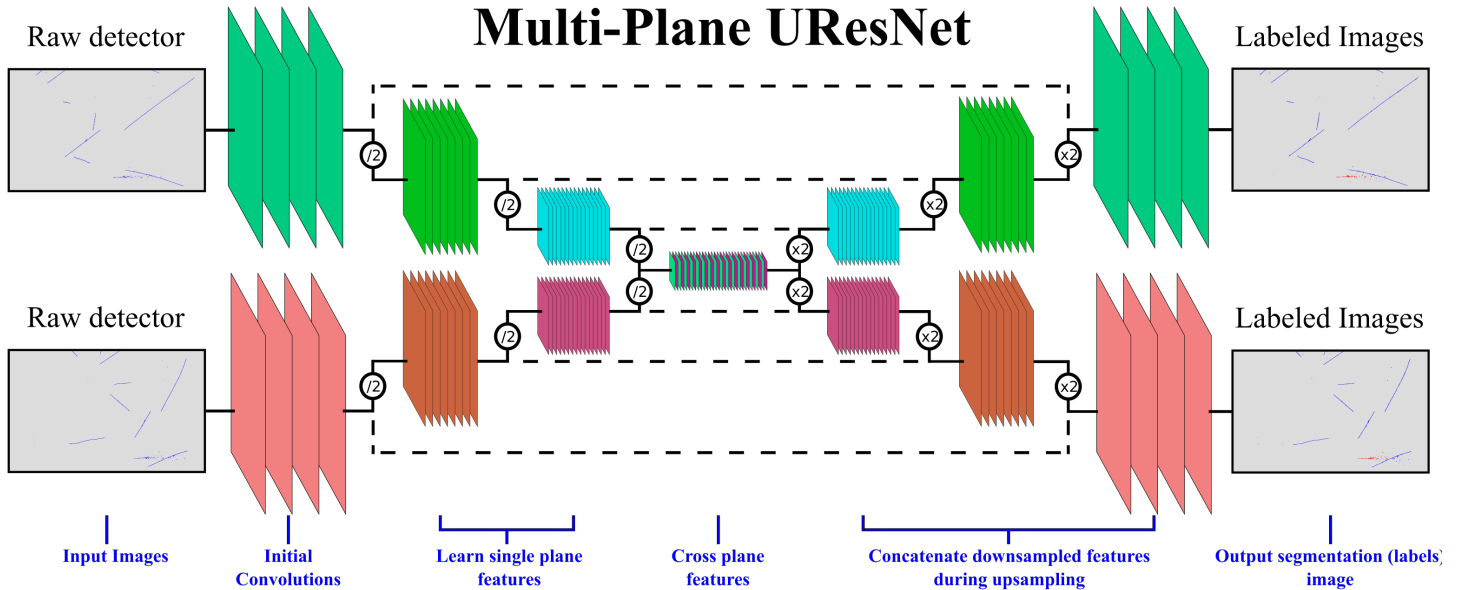 Multi-Plane UResNet
Raw detector
Labeled Images
/2
x2
/2
x2
/2
x2
/2
x2
/2
x2
Raw detector
Labeled Images
/2
x2
Input Images
Initial
Convolutions
Learn single plane
features
Cross plane
features
Concatenate downsampled features
during upsampling
Output segmentation (labels)
image